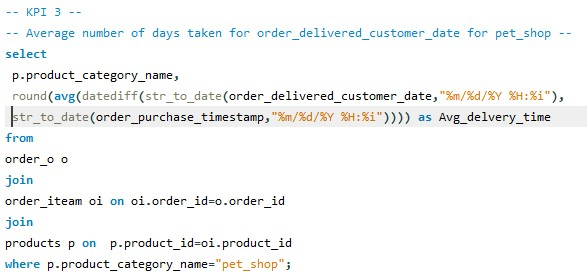 -- KPI 3 --
-- Average number of days taken for order_delivered_customer_date for pet_shop --
select
p.product_category_name,
round(avg(datediff(str_to_date(order_delivered_customer_date,"%m/%d/%Y %H:%i"),
str_to_date(order_purchase_timestamp,"%m/%d/%Y %H:%i")))) as Avg_delvery_time
from
order_o o
join
order_iteam oi on oi.order_id=o.order_id
join
products p on  p.product_id=oi.product_id
where p.product_category_name="pet_shop";